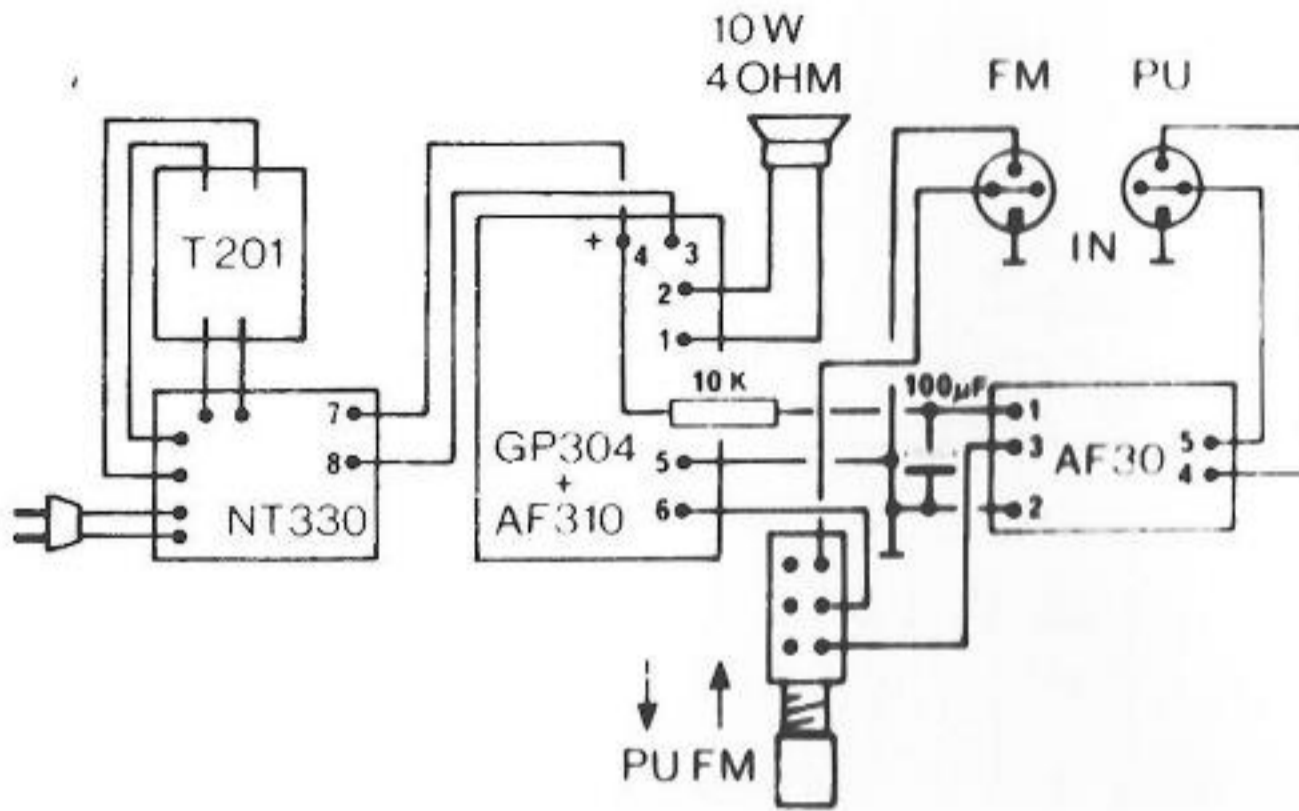 10 W
4 OHM
FM PU
T201
+ 4 3
IN
2
1
10 K
100µF
7
1
GP304
+
AF310
5
3
5
AF30
8
4
NT330
6
2
PU FM